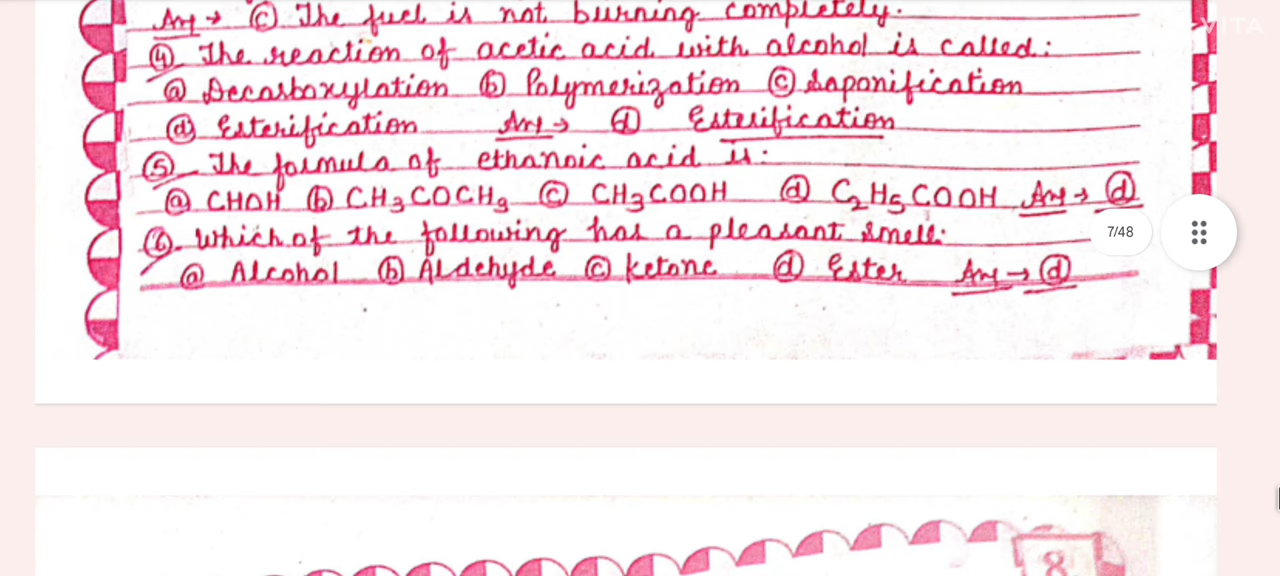 Ans → ⓒ The fuel is not burning completely.
VITA
④ The reaction of acetic acid with alcohol is called:
ⓐ Decarboxylation ⓑ Polymerization ⓒ Saponification
ⓓ Esterification Ans → ⓓ Esterification
⑤ The formula of ethanoic acid is:
ⓐ CHOH ⓑ CH₃COCH₃ ⓒ CH₃COOH ⓓ C₂H₅COOH Ans → ⓓ
7/48
⑥ Which of the following has a pleasant smell:
ⓐ Alcohol ⓑ Aldehyde ⓒ Ketone ⓓ Ester Ans → ⓓ
8